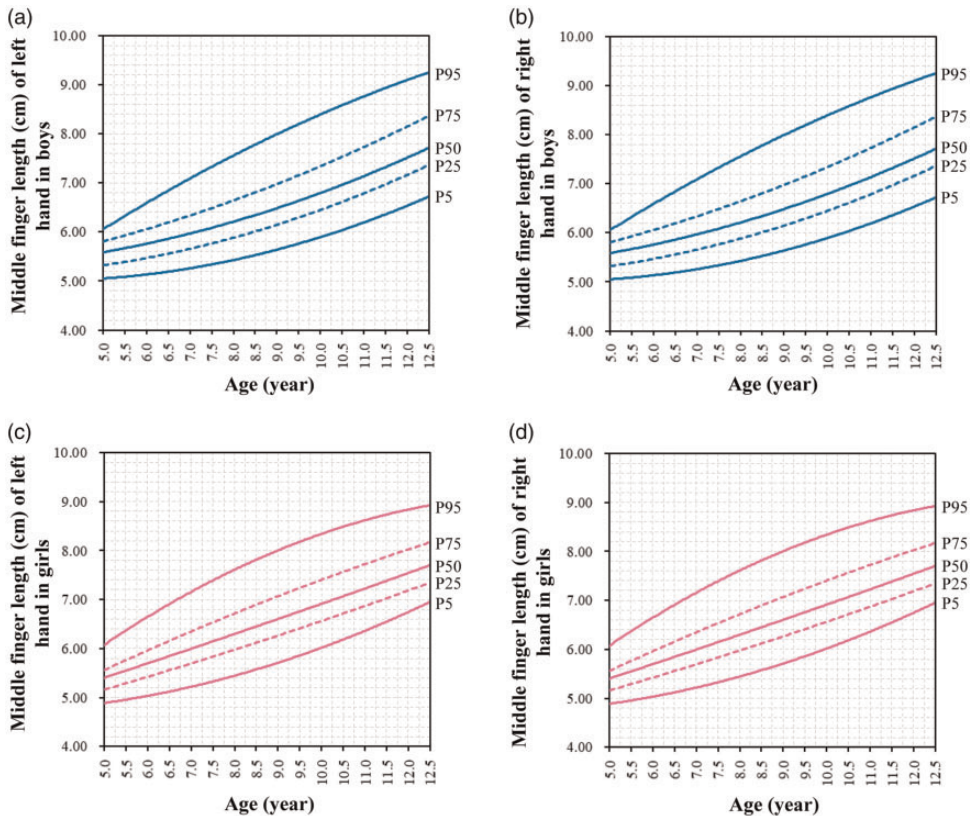 (a)
Middle finger length (cm) of left
hand in boys
10.00
9.00
8.00
7.00
6.00
5.00
4.00
P95
P75
P50
P25
P5
5.0
5.5
6.0
6.5
7.0
7.5
8.0
8.5
9.0
9.5
10.0
10.5
11.0
11.5
12.0
12.5
Age (year)
(b)
Middle finger length (cm) of right
hand in boys
10.00
9.00
8.00
7.00
6.00
5.00
4.00
P95
P75
P50
P25
P5
5.0
5.5
6.0
6.5
7.0
7.5
8.0
8.5
9.0
9.5
10.0
10.5
11.0
11.5
12.0
12.5
Age (year)
(c)
Middle finger length (cm) of left
hand in girls
10.00
9.00
8.00
7.00
6.00
5.00
4.00
P95
P75
P50
P25
P5
5.0
5.5
6.0
6.5
7.0
7.5
8.0
8.5
9.0
9.5
10.0
10.5
11.0
11.5
12.0
12.5
Age (year)
(d)
Middle finger length (cm) of right
hand in girls
10.00
9.00
8.00
7.00
6.00
5.00
4.00
P95
P75
P50
P25
P5
5.0
5.5
6.0
6.5
7.0
7.5
8.0
8.5
9.0
9.5
10.0
10.5
11.0
11.5
12.0
12.5
Age (year)